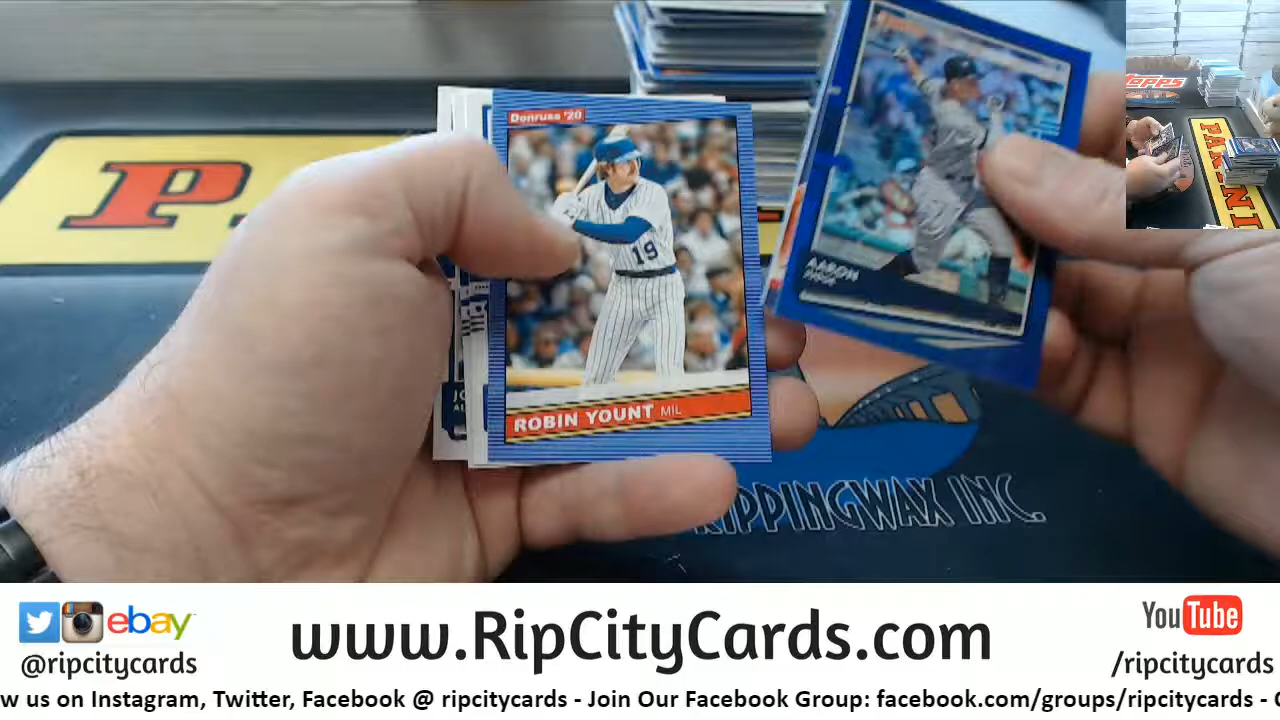 Donruss '20
19
ROBIN YOUNT MIL
AARON
JUDGE
P
RIPPINGWAX INC.
TOPPS
PANINI
ebay
@ripcitycards
www.RipCityCards.com
YouTube
/ripcitycards
w us on Instagram, Twitter, Facebook @ ripcitycards - Join Our Facebook Group: facebook.com/groups/ripcitycards -